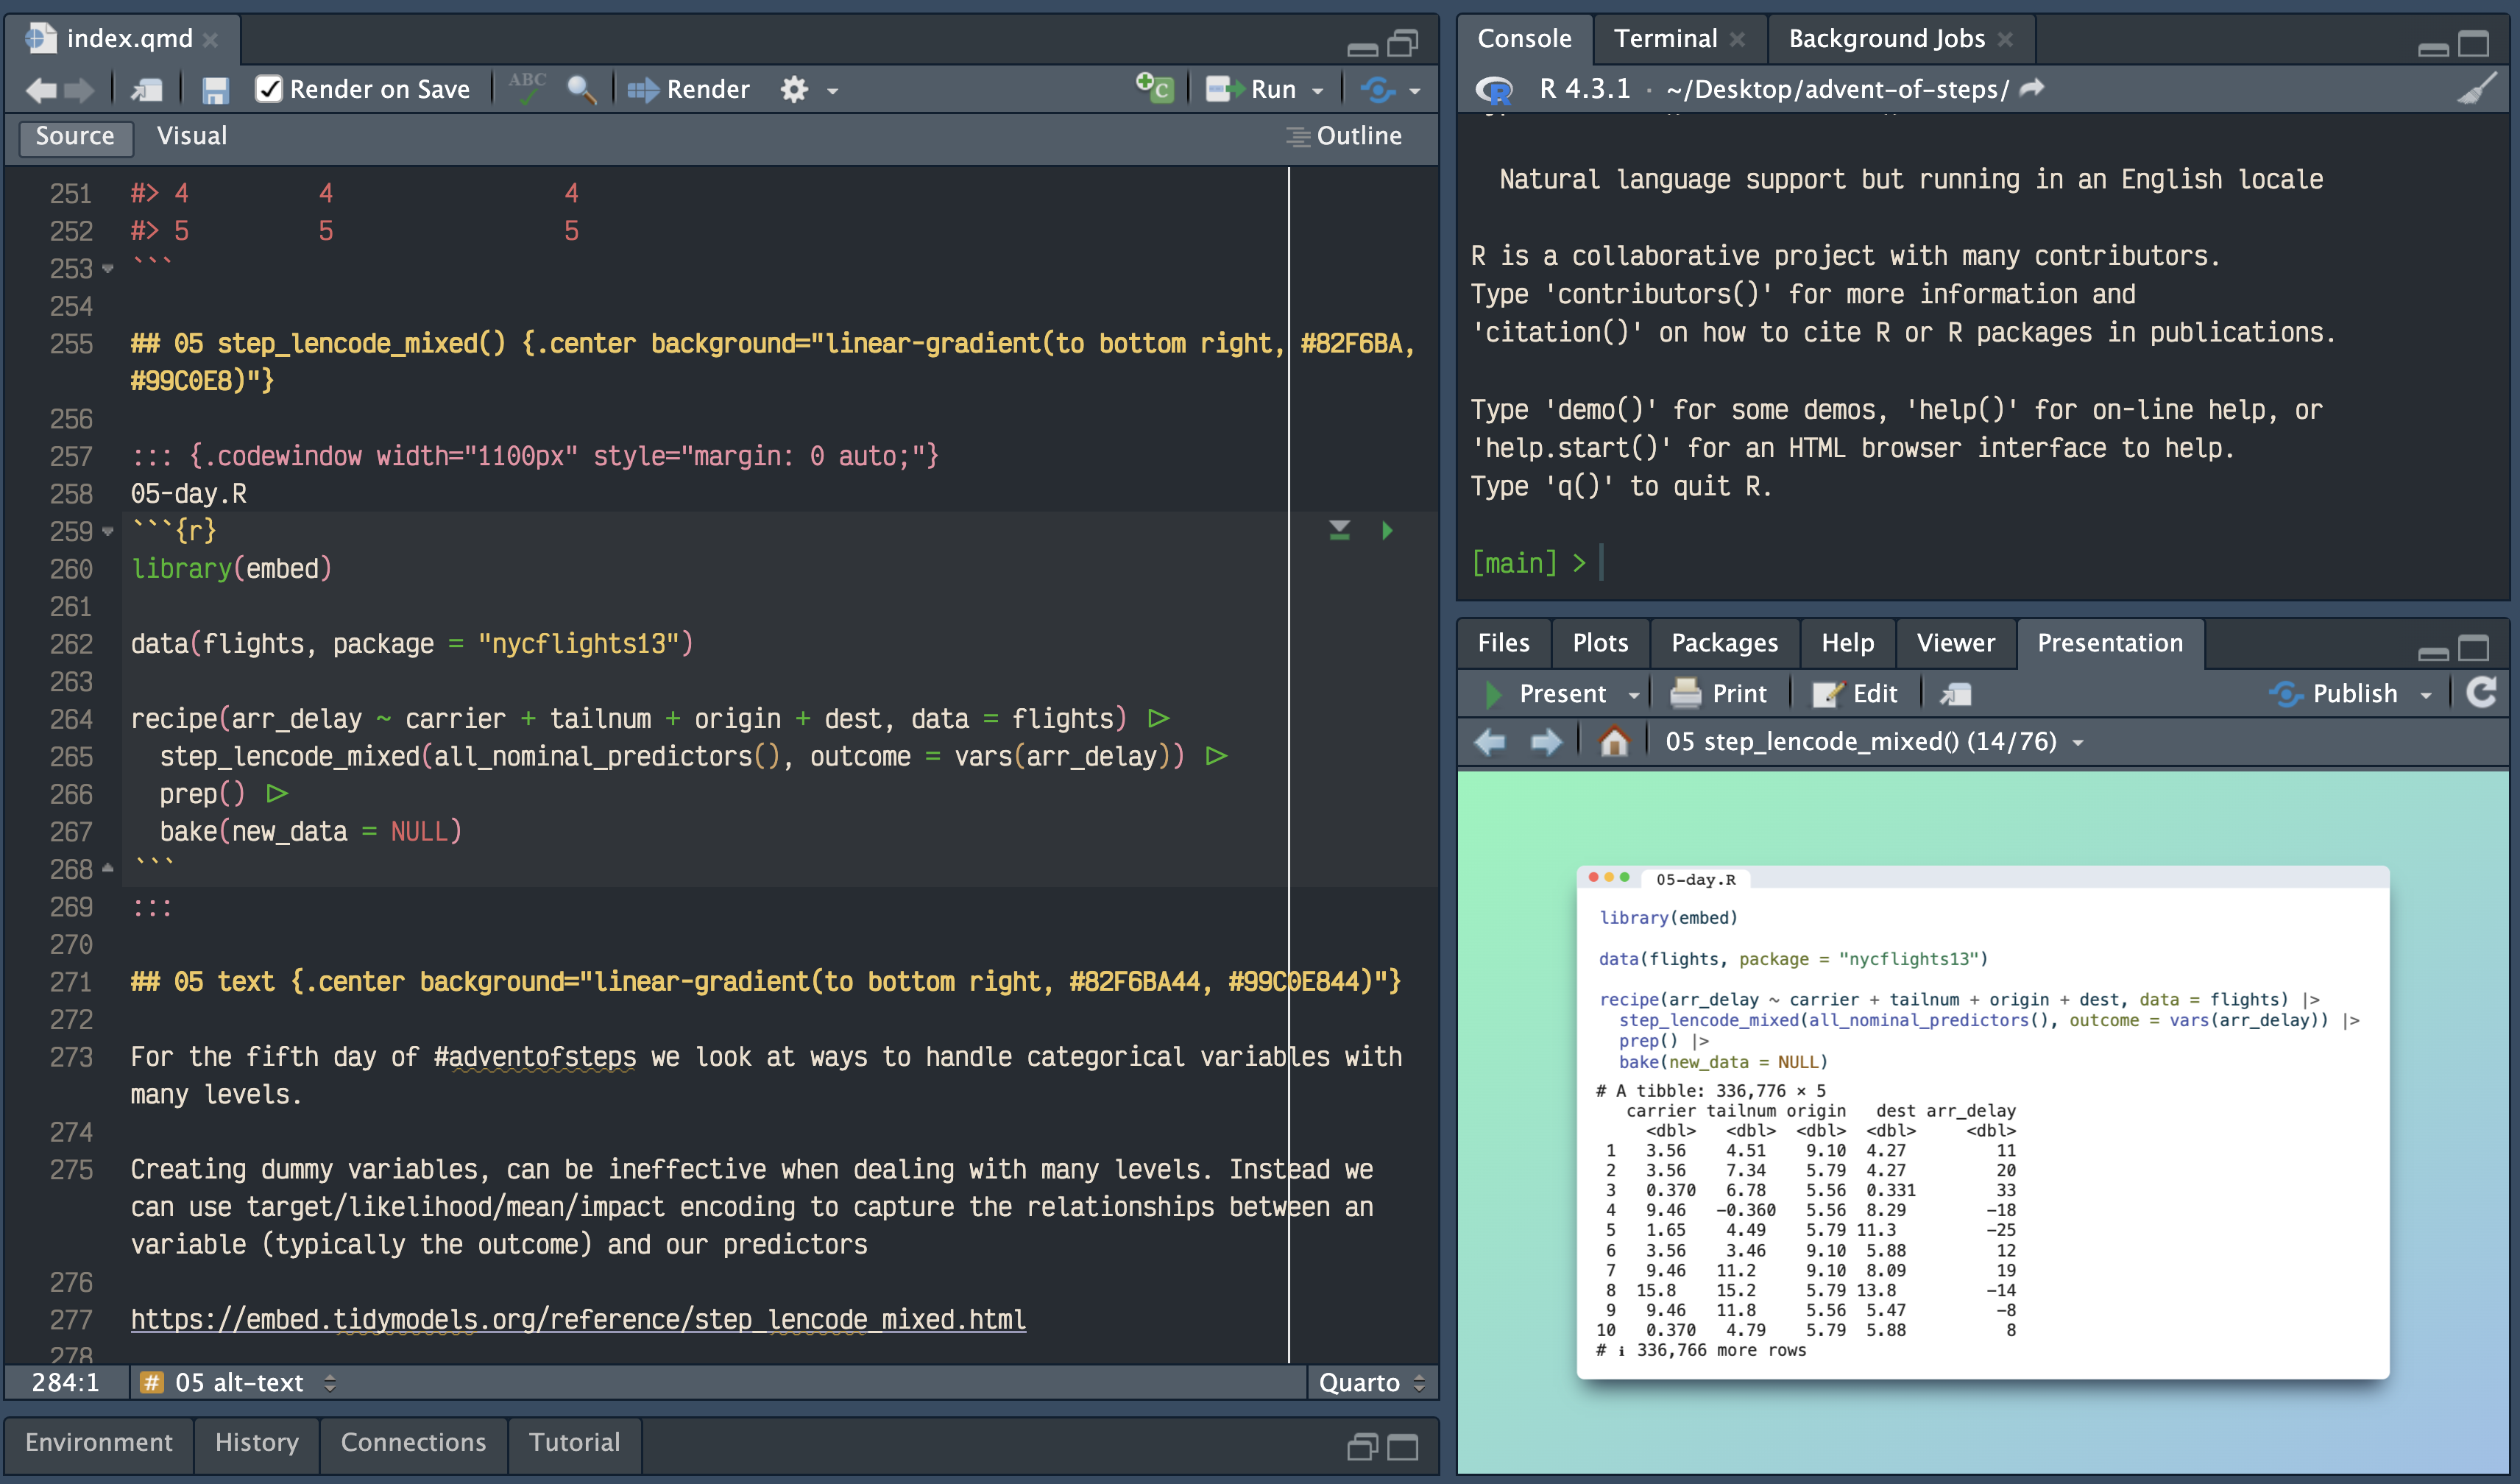 index.qmd
Render on Save
ABC
Render
Run
Source
Visual
Outline
251 #> 4         4                4
252 #> 5         5                5
253 ```
254
255 ## 05 step_lencode_mixed() {.center background="linear-gradient(to bottom right, #82F6BA,
#99C0E8)"}
256
257 ::: {.codewindow width="1100px" style="margin: 0 auto;"}
258 05-day.R
259 ```{r}
260 library(embed)
261
262 data(flights, package = "nycflights13")
263
264 recipe(arr_delay ~ carrier + tailnum + origin + dest, data = flights) |>
265   step_lencode_mixed(all_nominal_predictors(), outcome = vars(arr_delay)) |>
266   prep() |>
267   bake(new_data = NULL)
268 ```
269 :::
270
271 ## 05 text {.center background="linear-gradient(to bottom right, #82F6BA44, #99C0E844)"}
272
273 For the fifth day of #adventofsteps we look at ways to handle categorical variables with
many levels.
274
275 Creating dummy variables, can be ineffective when dealing with many levels. Instead we
can use target/likelihood/mean/impact encoding to capture the relationships between an
variable (typically the outcome) and our predictors
276
277 https://embed.tidymodels.org/reference/step_lencode_mixed.html
278
284:1
# 05 alt-text
Quarto
Environment
History
Connections
Tutorial
Console
Terminal
Background Jobs
R 4.3.1 · ~/Desktop/advent-of-steps/
  Natural language support but running in an English locale
R is a collaborative project with many contributors.
Type 'contributors()' for more information and
'citation()' on how to cite R or R packages in publications.
Type 'demo()' for some demos, 'help()' for on-line help, or
'help.start()' for an HTML browser interface to help.
Type 'q()' to quit R.
[main] >
Files
Plots
Packages
Help
Viewer
Presentation
Present
Print
Edit
Publish
05 step_lencode_mixed() (14/76)
05-day.R
library(embed)
data(flights, package = "nycflights13")
recipe(arr_delay ~ carrier + tailnum + origin + dest, data = flights) |>
  step_lencode_mixed(all_nominal_predictors(), outcome = vars(arr_delay)) |>
  prep() |>
  bake(new_data = NULL)
# A tibble: 336,776 × 5
   carrier tailnum origin   dest arr_delay
     <dbl>   <dbl>  <dbl>  <dbl>     <dbl>
 1   3.56    4.51    9.10  4.27         11
 2   3.56    7.34    5.79  4.27         20
 3   0.370   6.78    5.56  0.331        33
 4   9.46   -0.360   5.56  8.29        -18
 5   1.65    4.49    5.79 11.3         -25
 6   3.56    3.46    9.10  5.88         12
 7   9.46   11.2     9.10  8.09         19
 8  15.8    15.2     5.79 13.8         -14
 9   9.46   11.8     5.56  5.47         -8
10   0.370   4.79    5.79  5.88          8
# ℹ 336,766 more rows